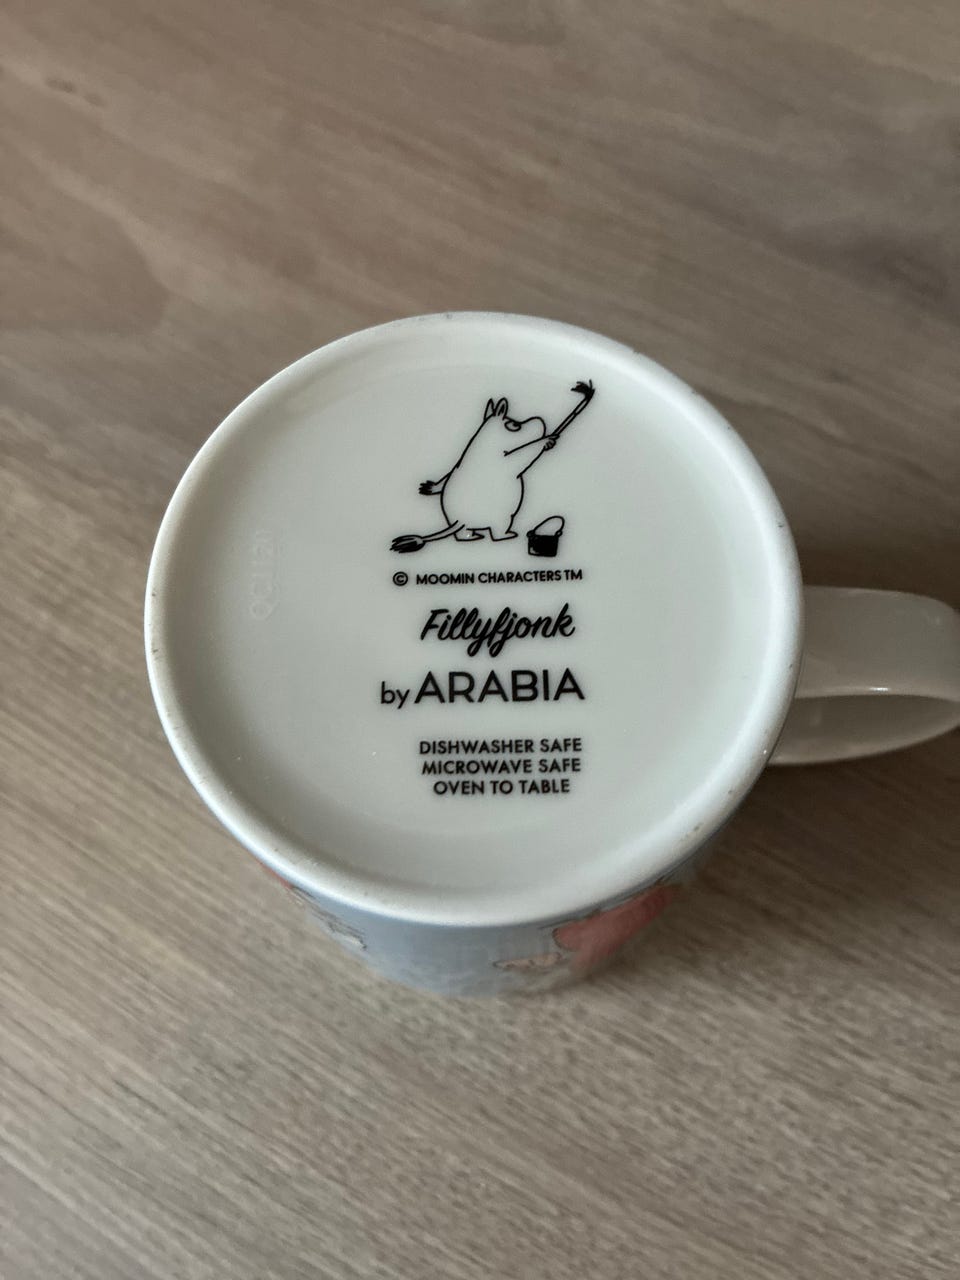 © MOOMIN CHARACTERS TM
Fillyfjonk
by ARABIA
DISHWASHER SAFE
MICROWAVE SAFE
OVEN TO TABLE